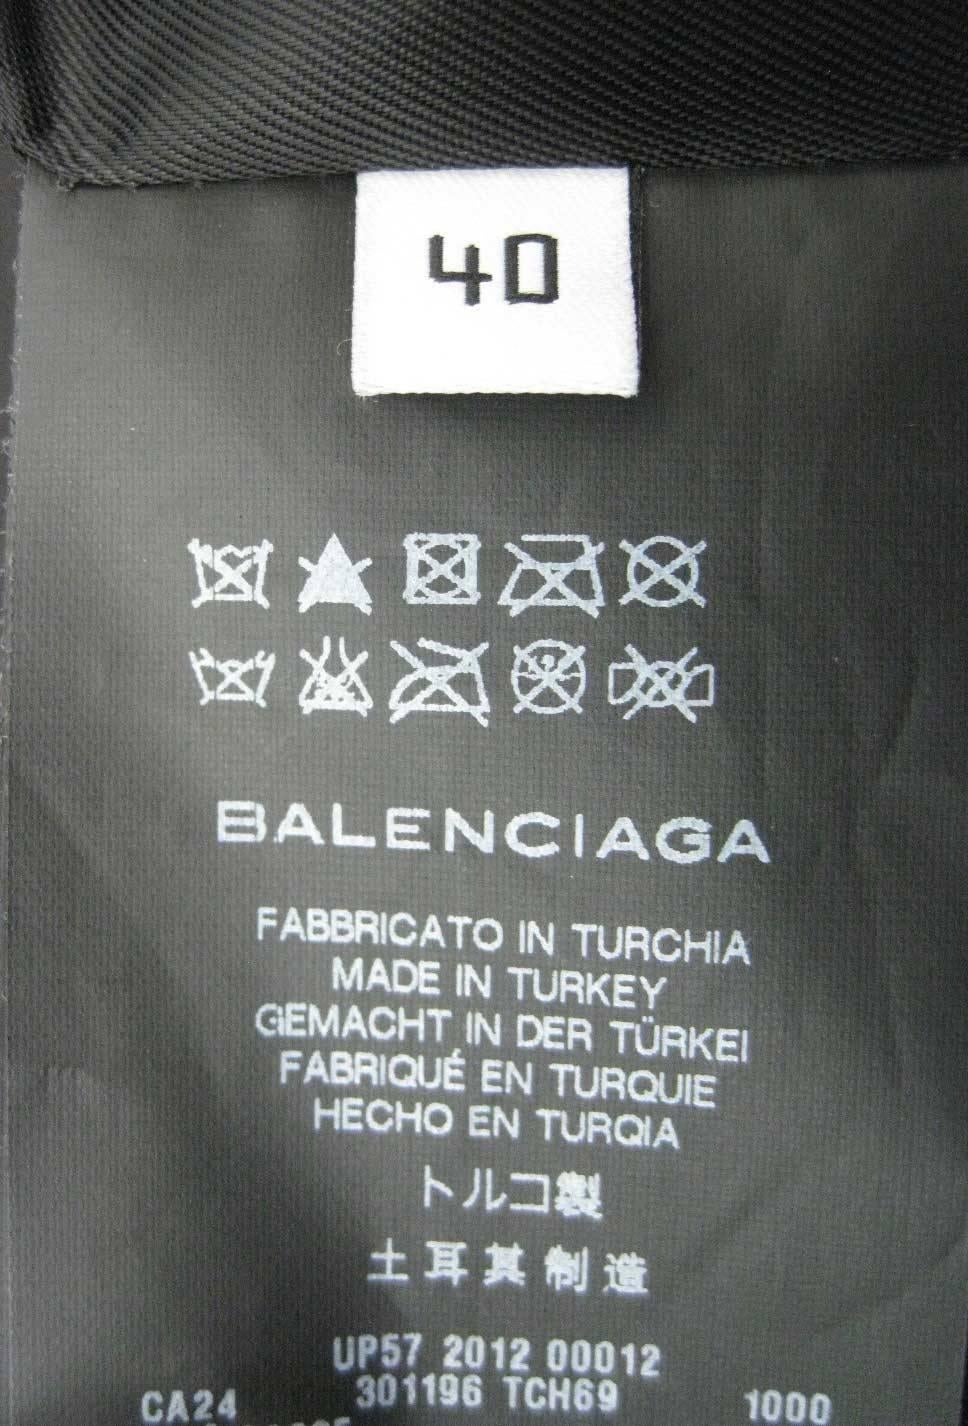 40
BALENCIAGA
FABBRICATO IN TURCHIA
MADE IN TURKEY
GEMACHT IN DER TÜRKEI
FABRIQUÉ EN TURQUIE
HECHO EN TURQIA
トルコ製
土耳其制造
UP57 2012 00012
CA24 301196 TCH69 1000